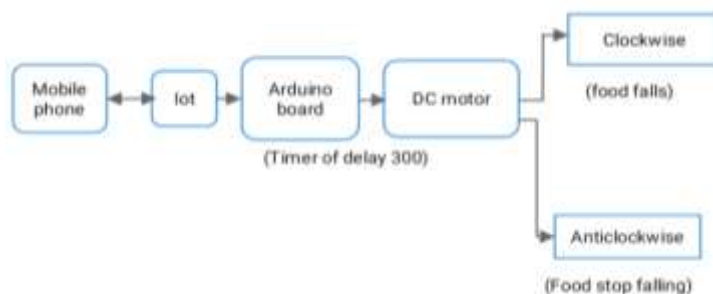 Clockwise
(food falls)
Mobile
phone
Iot
Arduino
board
DC motor
(Timer of delay 300)
Anticlockwise
(Food stop falling)